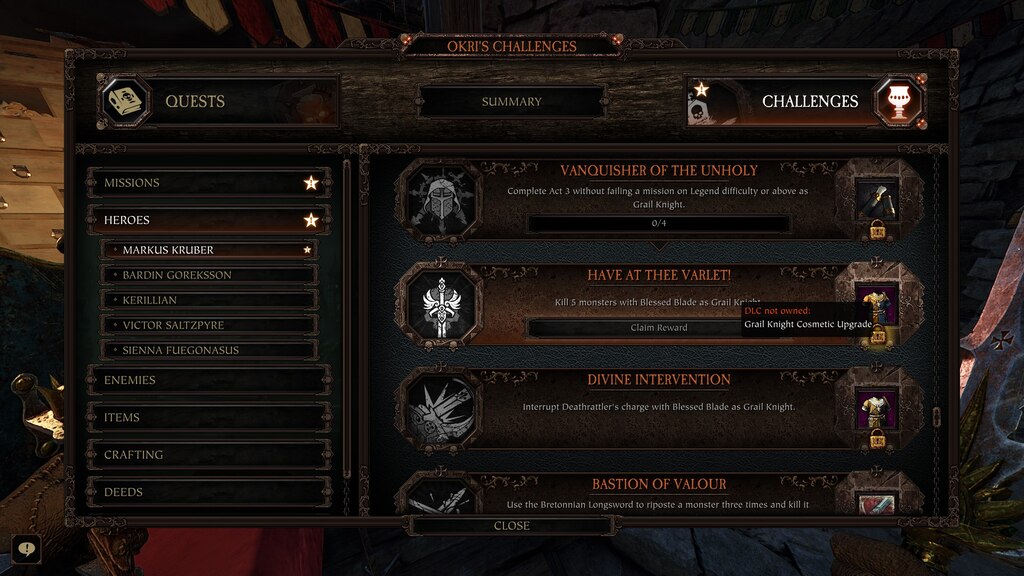 OKRI'S CHALLENGES
QUESTS
SUMMARY
CHALLENGES
MISSIONS
HEROES
MARKUS KRUBER
BARDIN GOREKSSON
KERILLIAN
VICTOR SALTZPYRE
SIENNA FUEGONASUS
ENEMIES
ITEMS
CRAFTING
DEEDS
VANQUISHER OF THE UNHOLY
Complete Act 3 without failing a mission on Legend difficulty or above as
Grail Knight.
0/4
HAVE AT THEE VARLET!
Kill 5 monsters with Blessed Blade as Grail Knight.
Claim Reward
DLC not owned:
Grail Knight Cosmetic Upgrade
DIVINE INTERVENTION
Interrupt Deathrattler's charge with Blessed Blade as Grail Knight.
BASTION OF VALOUR
Use the Bretonnian Longsword to riposte a monster three times and kill it
CLOSE